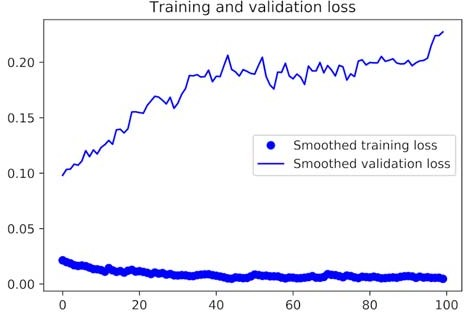 Training and validation loss
0.20
0.15
Smoothed training loss
Smoothed validation loss
0.10
0.05
0.00
0 20 40 60 80 100